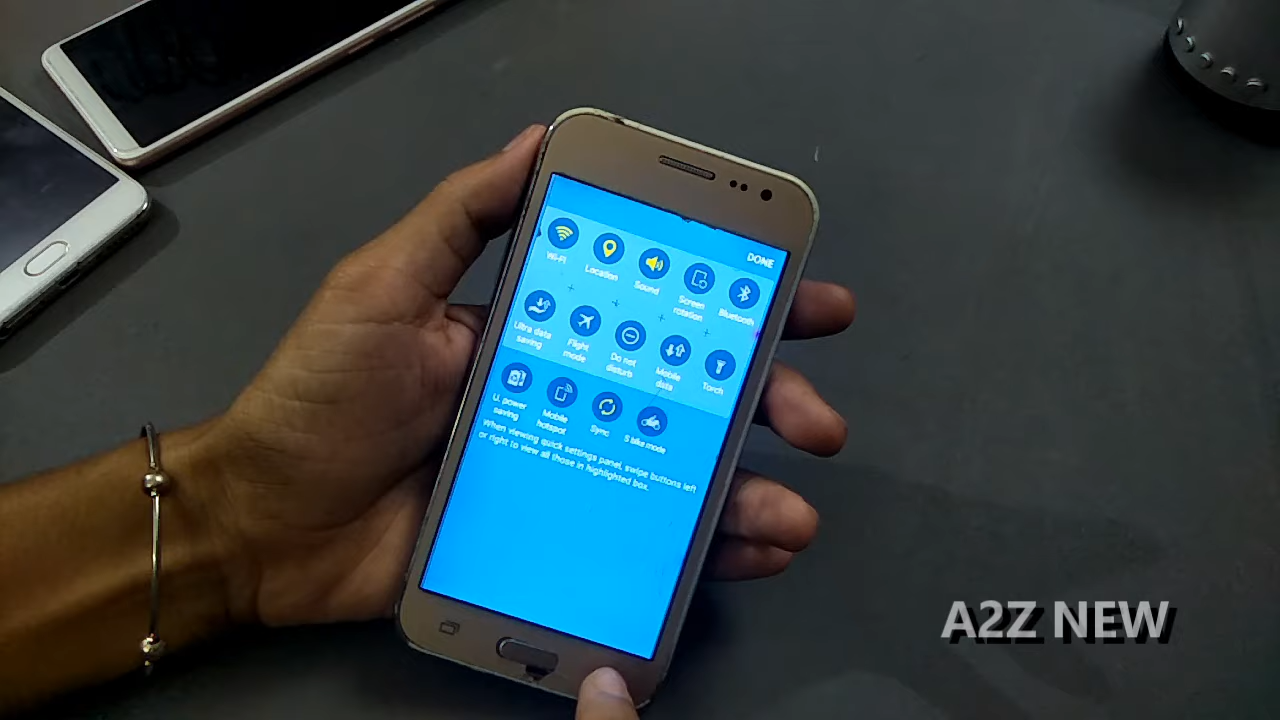 DONE
Wi-Fi
Location
Sound
Screen
rotation
Bluetooth
Ultra data
saving
Flight
mode
Do not
disturb
Mobile
data
Torch
U. power
saving
Mobile
hotspot
Sync
S bike mode
When viewing quick settings panel, swipe buttons left
or right to view all those in highlighted box.
A2Z NEW